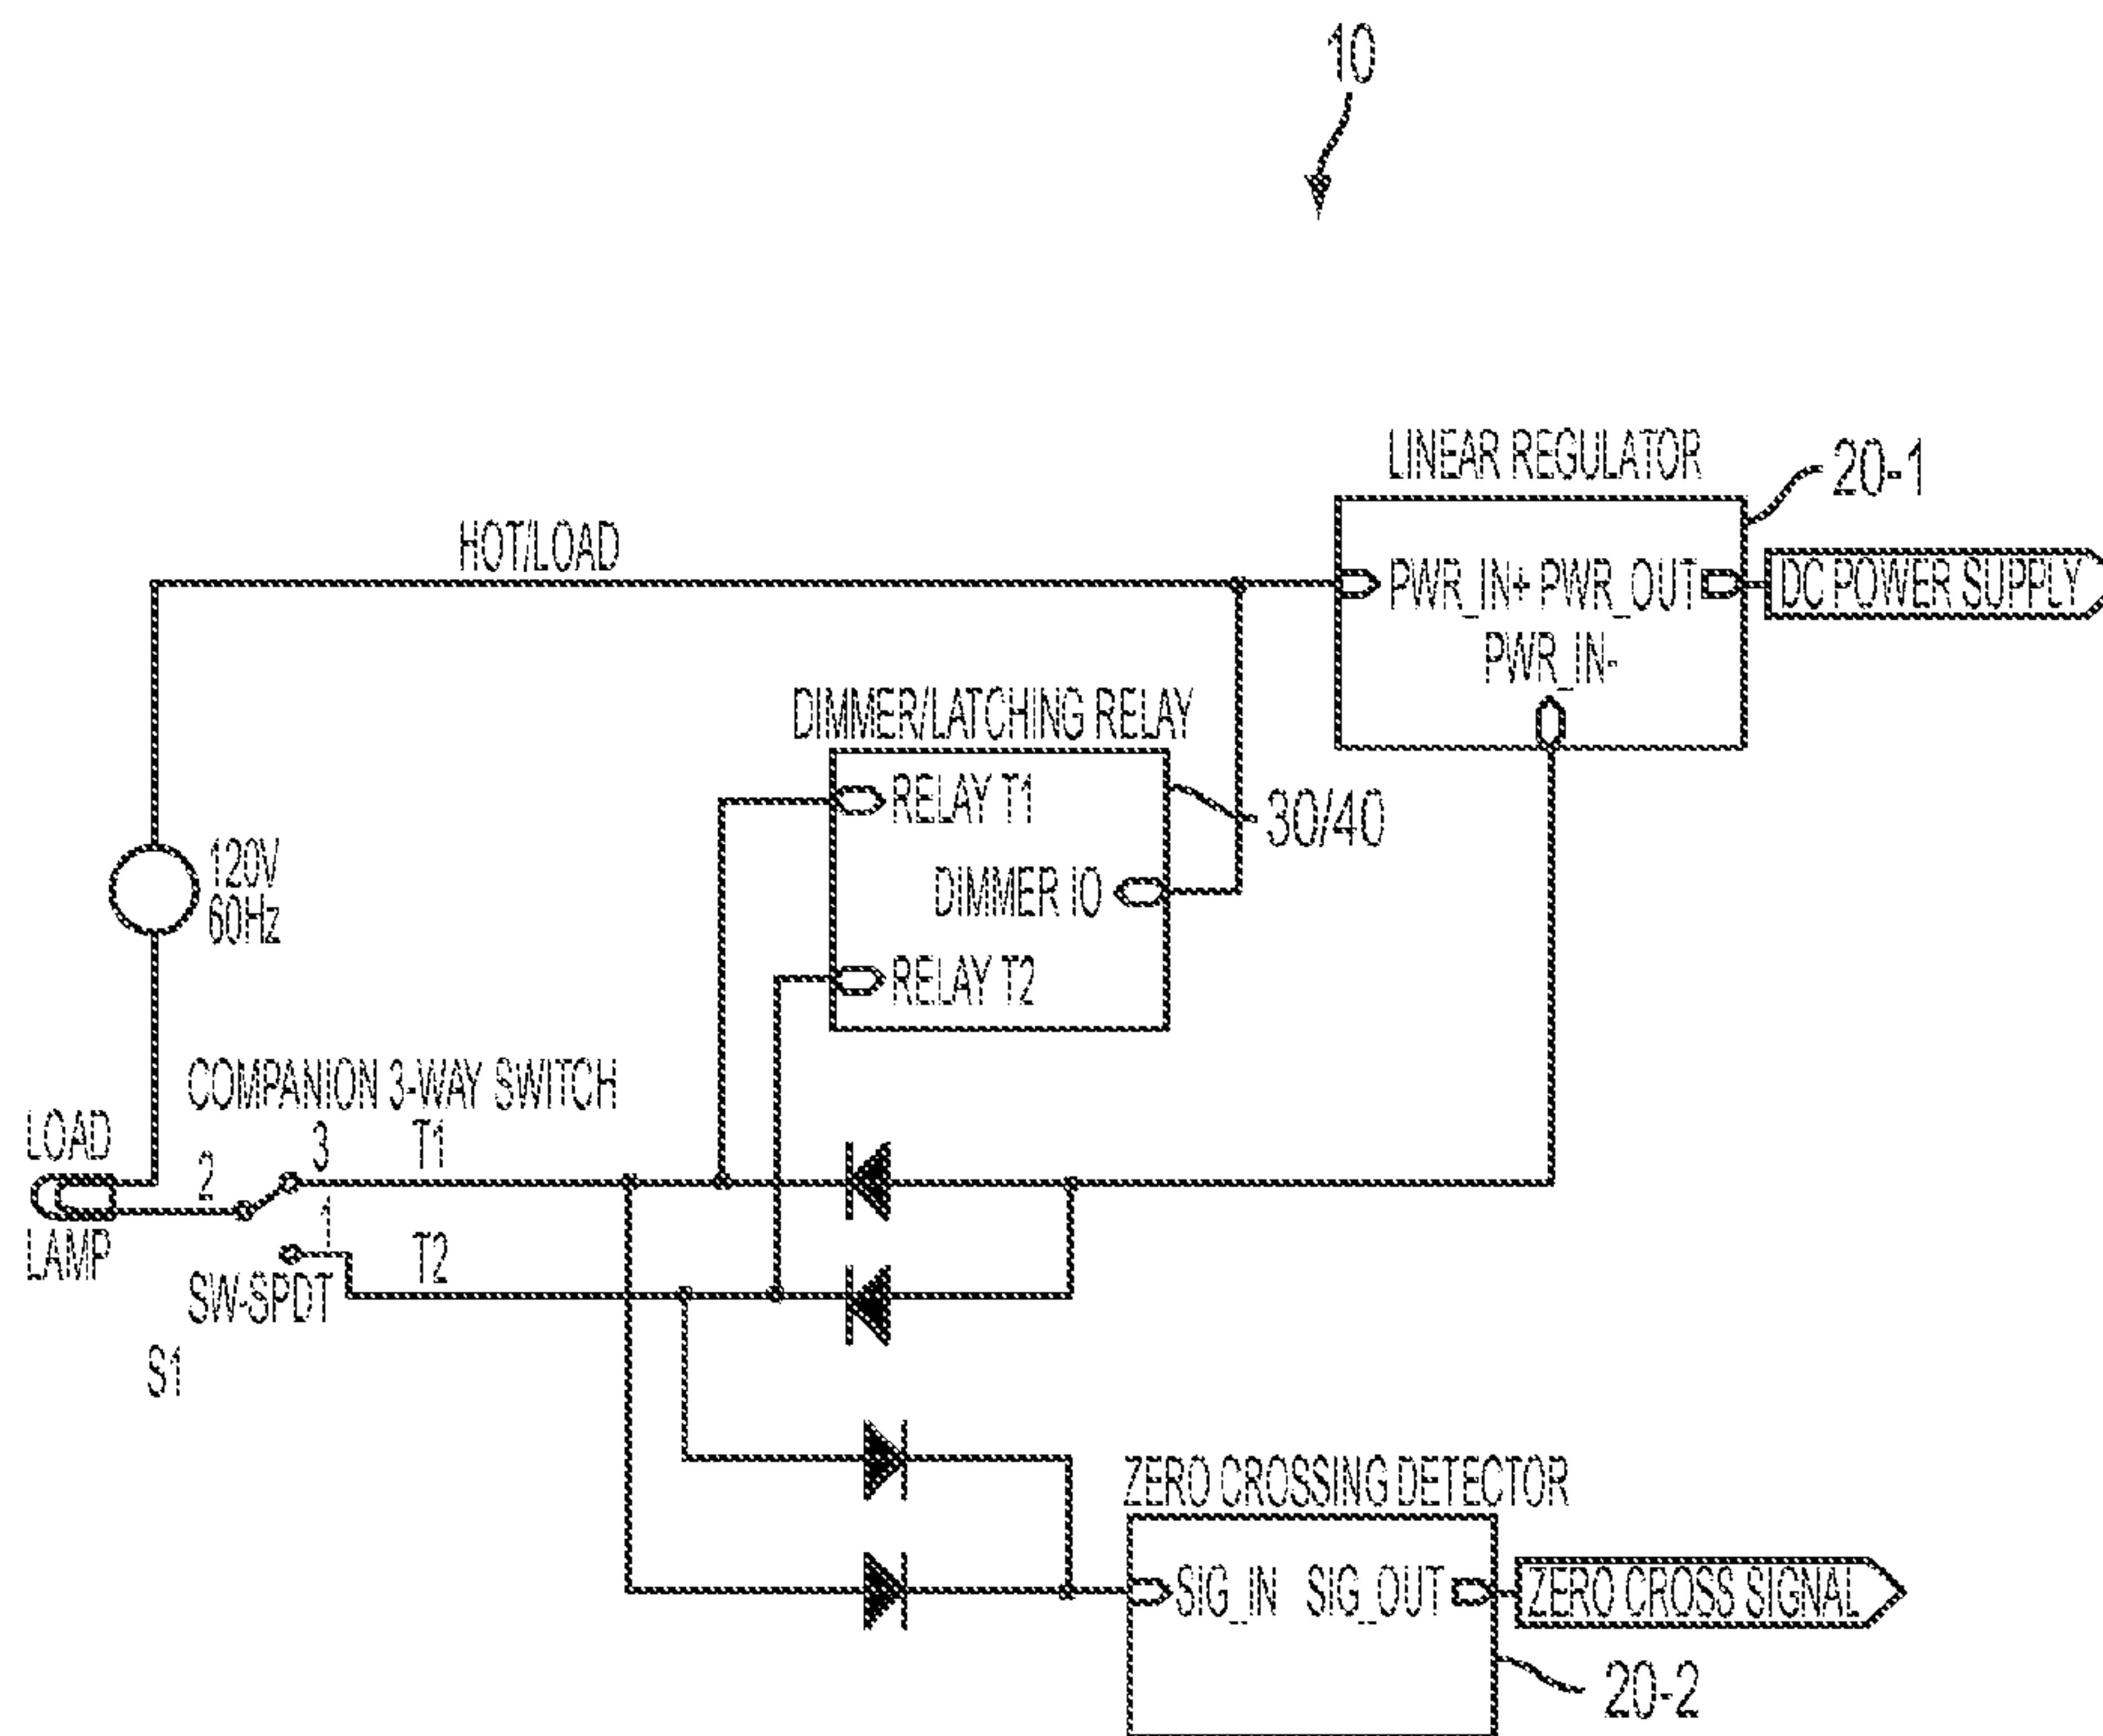 10
LINEAR REGULATOR
20-1
HOT/LOAD
PWR_IN+ PWR_OUT
DC POWER SUPPLY
PWR_IN-
DIMMER/LATCHING RELAY
RELAY T1
30/40
120V
60Hz
DIMMER IO
RELAY T2
COMPANION 3-WAY SWITCH
LOAD
2
3
T1
1
LAMP
T2
SW-SPDT
S1
ZERO CROSSING DETECTOR
SIG_IN SIG_OUT
ZERO CROSS SIGNAL
20-2